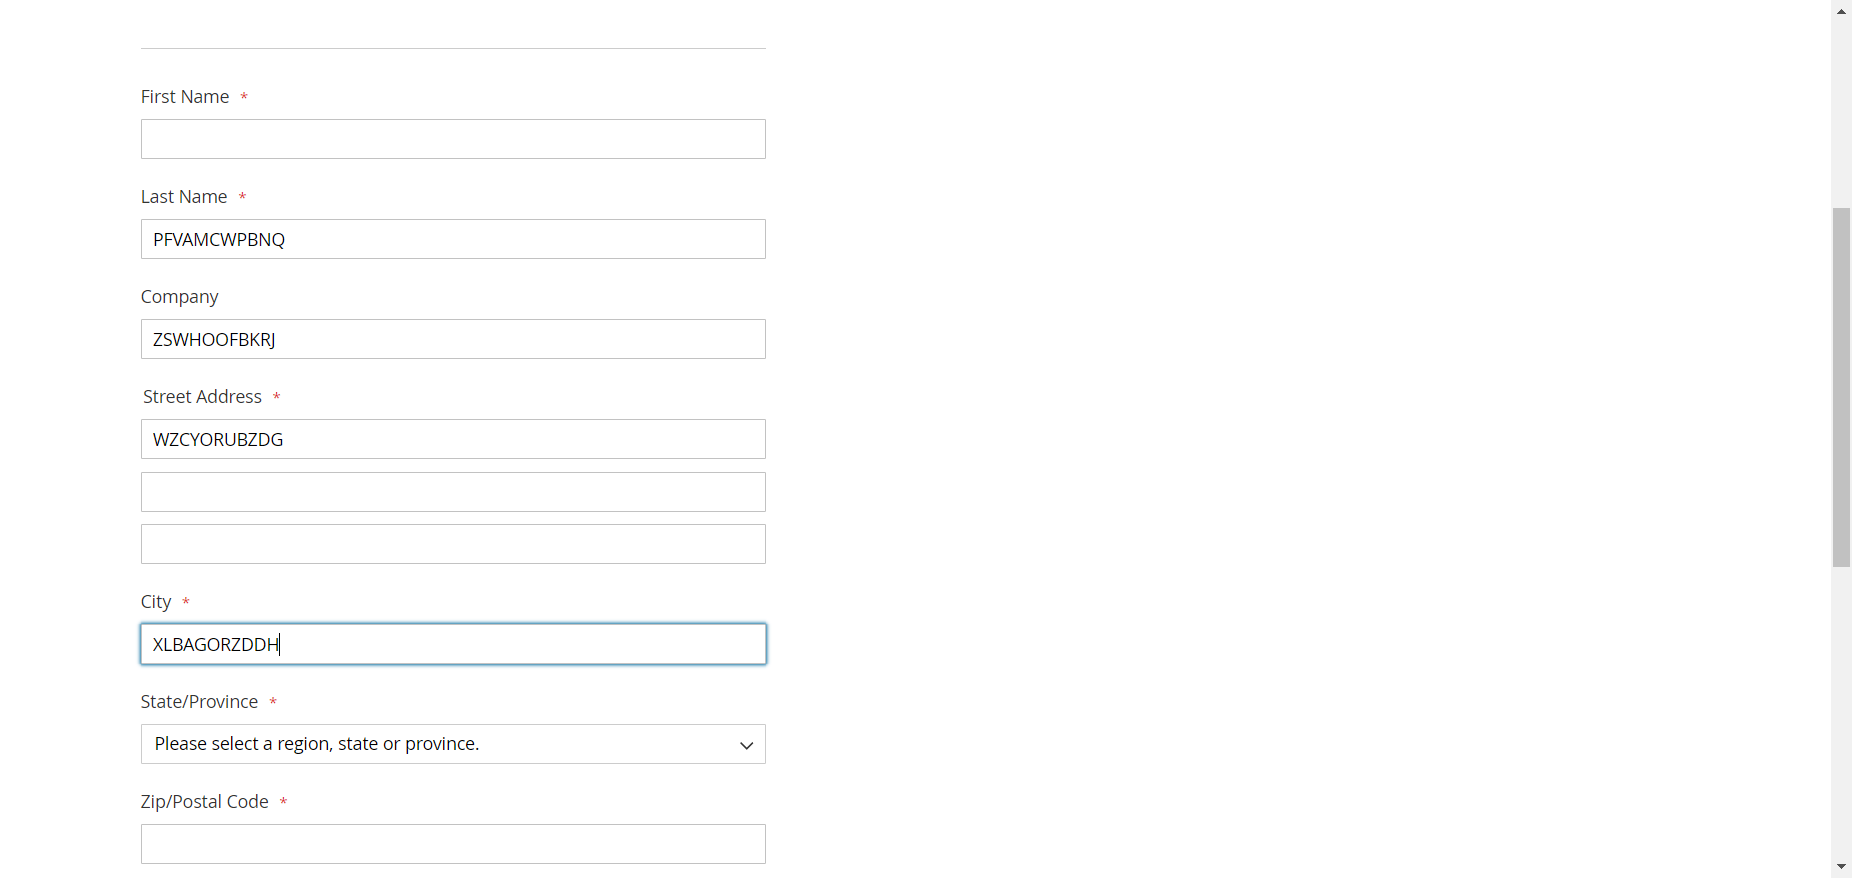 First Name *
Last Name *
PFVAMCWPBNQ
Company
ZSWHOOFBKRJ
Street Address *
WZCYORUBZDG
City *
XLBAGORZDDH
State/Province *
Please select a region, state or province.
Zip/Postal Code *